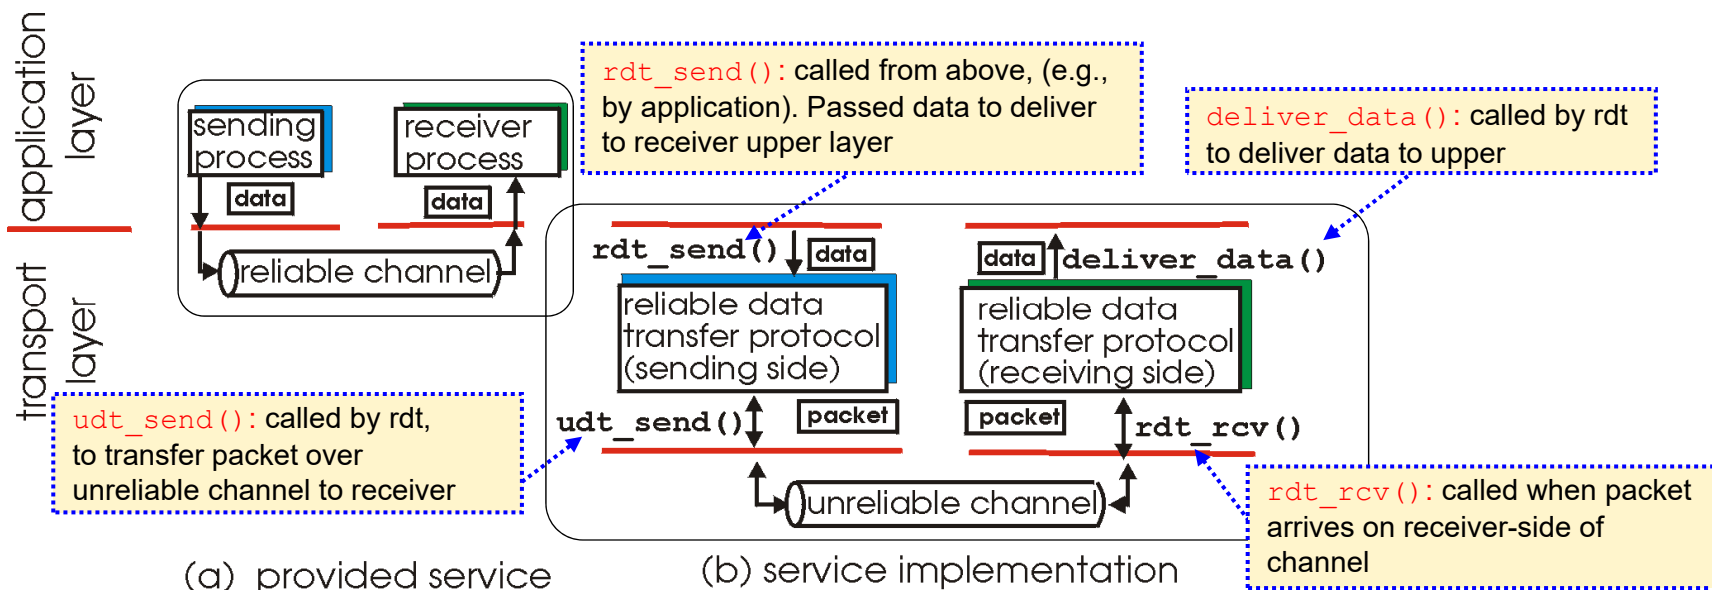 application
layer
transport
layer
sending
process
data
receiver
process
data
reliable channel
(a) provided service
rdt_send(): called from above, (e.g.,
by application). Passed data to deliver
to receiver upper layer
deliver_data(): called by rdt
to deliver data to upper
rdt_send()
data
data
deliver_data()
reliable data
transfer protocol
(sending side)
reliable data
transfer protocol
(receiving side)
udt_send()
packet
packet
rdt_rcv()
udt_send(): called by rdt,
to transfer packet over
unreliable channel to receiver
unreliable channel
rdt_rcv(): called when packet
arrives on receiver-side of
channel
(b) service implementation